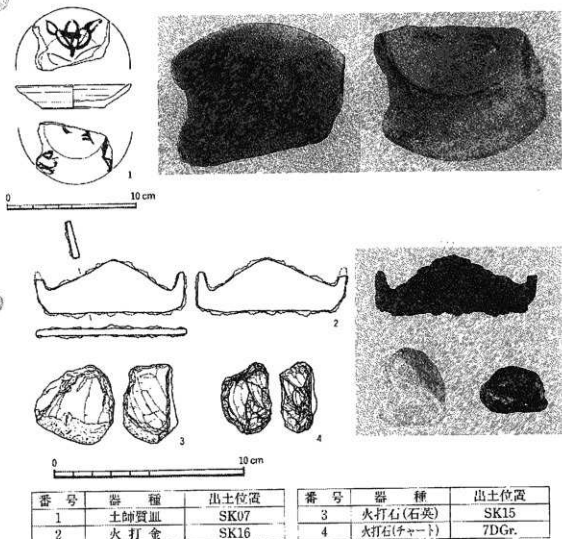 1
0 10 cm
2
3 4
0 10 cm
番号 器種 出土位置 番号 器種 出土位置
1 土師質皿 SK07 3 火打石(石英) SK15
2 火打金 SK16 4 火打石(チャート) 7DGr.